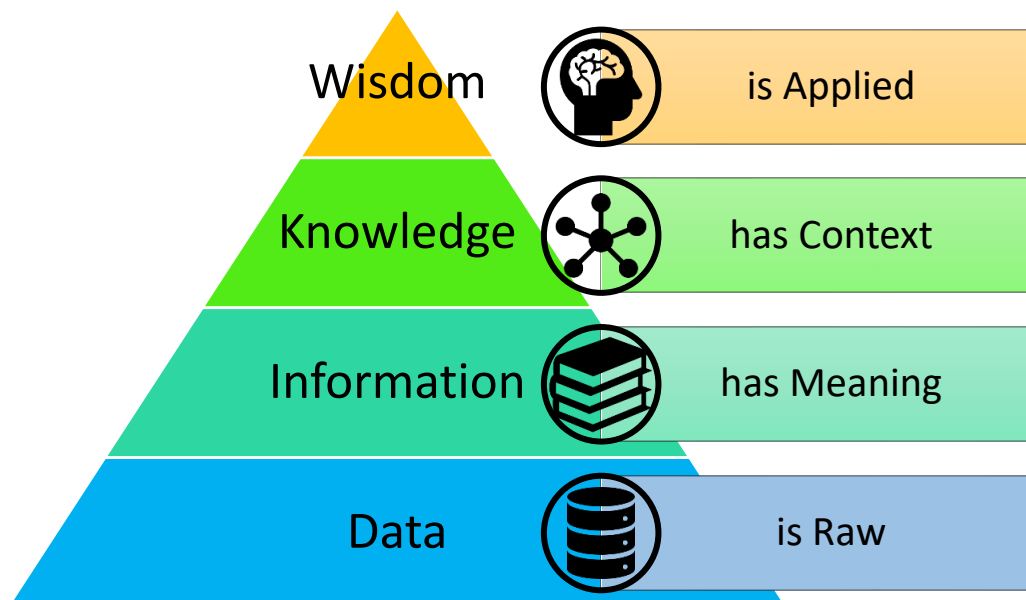 Wisdom
is Applied
Knowledge
has Context
Information
has Meaning
Data
is Raw